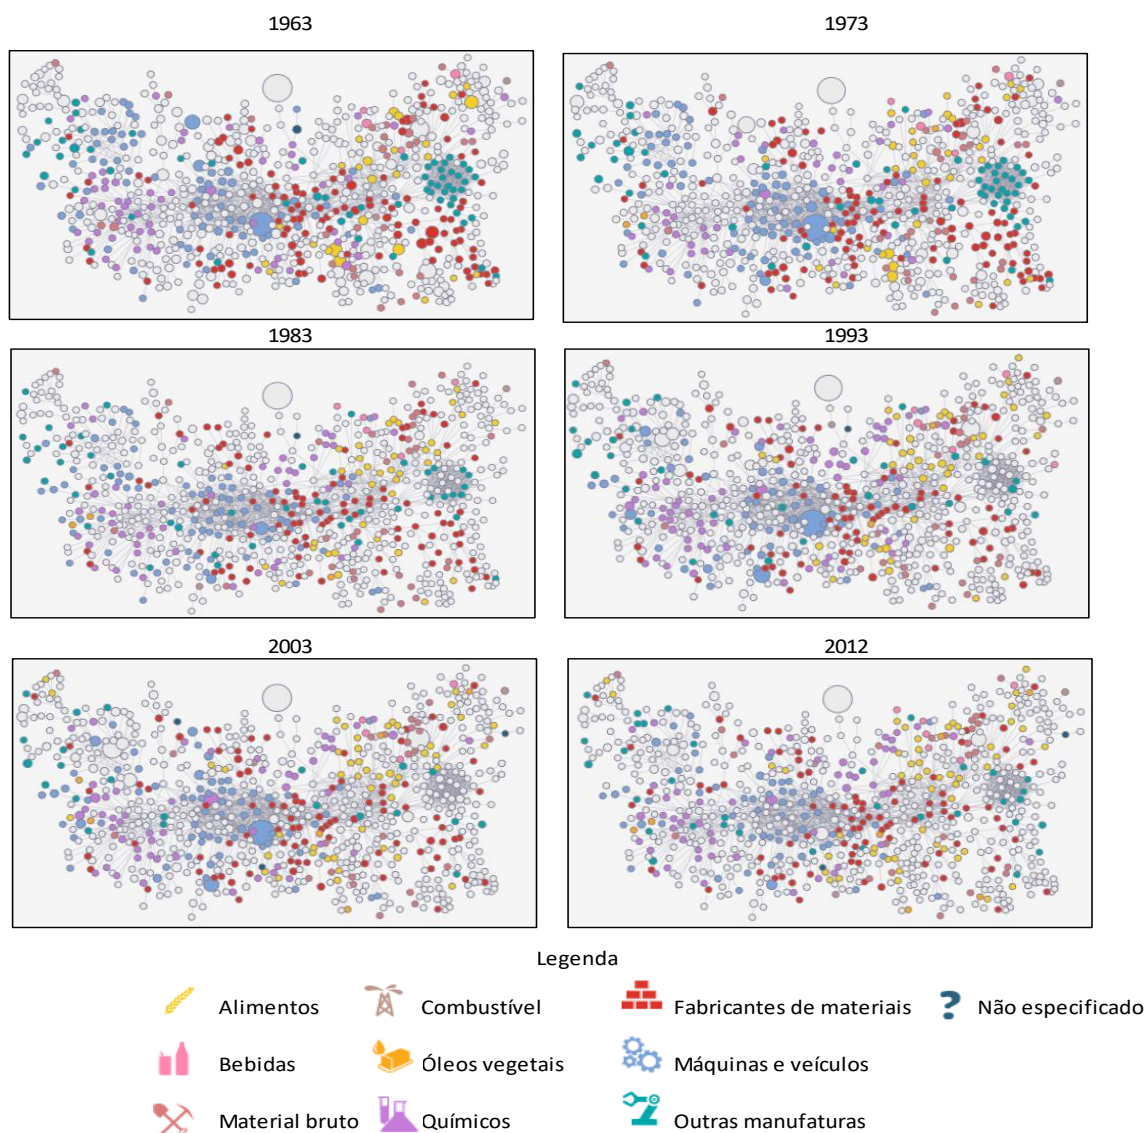 1963 1973
1983 1993
2003 2012
Legenda
Alimentos Combustível Fabricantes de materiais ? Não especificado
Bebidas Óleos vegetais Máquinas e veículos
Material bruto Químicos Outras manufaturas